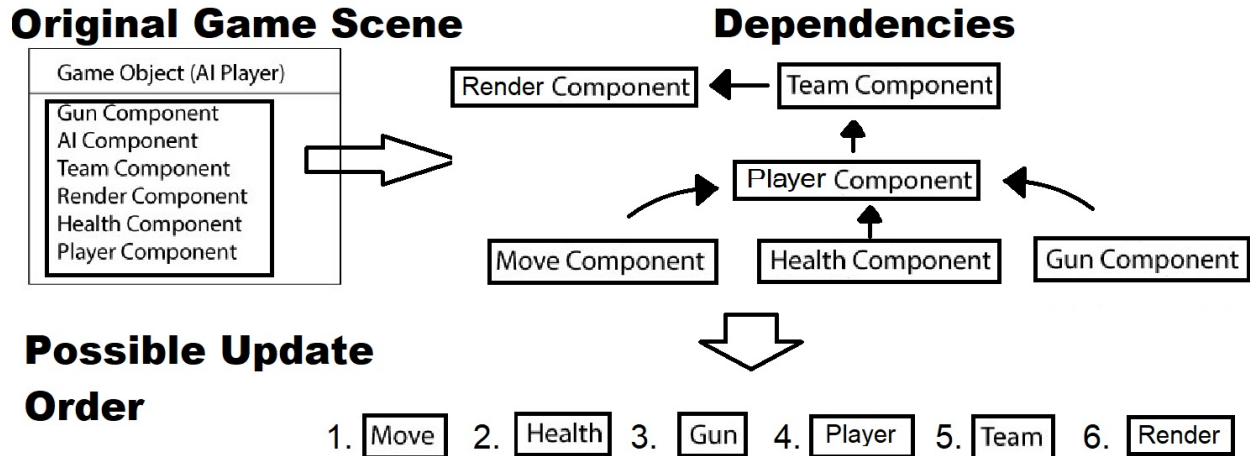 Original Game Scene
Game Object (AI Player)
Gun Component
AI Component
Team Component
Render Component
Health Component
Player Component
Dependencies
Render Component
Team Component
Player Component
Move Component
Health Component
Gun Component
Possible Update
Order
1. Move 2. Health 3. Gun 4. Player 5. Team 6. Render